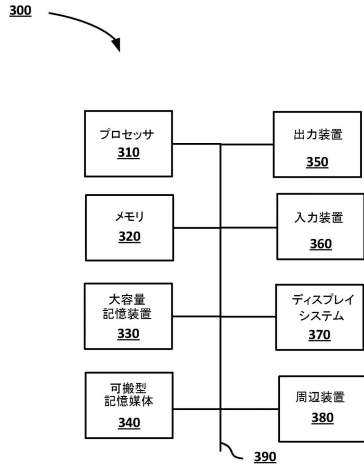 300
プロセッサ
310
出力装置
350
メモリ
320
入力装置
360
大容量
記憶装置
330
ディスプレイ
システム
370
可搬型
記憶媒体
340
周辺装置
380
390